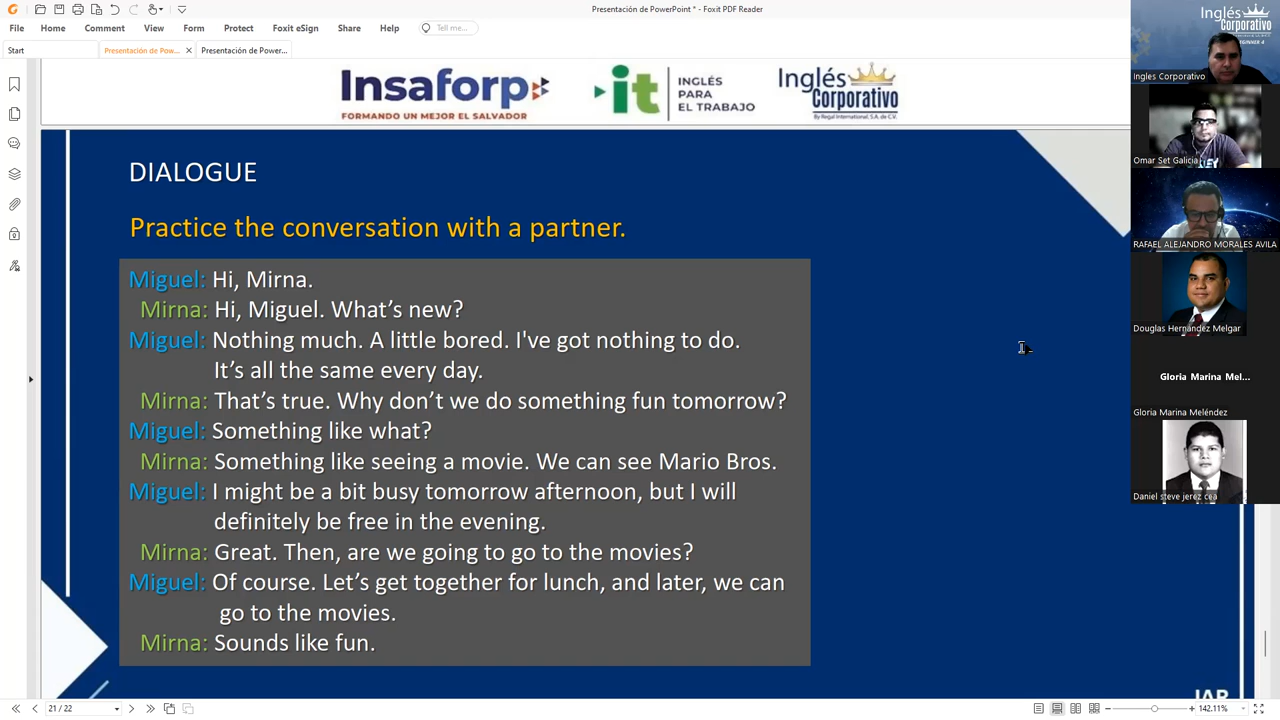 Presentación de PowerPoint * - Foxit PDF Reader
File Home Comment View Form Protect Foxit eSign Share Help Tell me...
Start Presentación de Pow... Presentación de Power...
Insaforp
FORMANDO UN MEJOR EL SALVADOR
it
INGLÉS
PARA
EL TRABAJO
Inglés
Corporativo
By Regal International, S.A. de C.V.
DIALOGUE
Practice the conversation with a partner.
Miguel: Hi, Mirna.
Mirna: Hi, Miguel. What's new?
Miguel: Nothing much. A little bored. I've got nothing to do.
It's all the same every day.
Mirna: That's true. Why don't we do something fun tomorrow?
Miguel: Something like what?
Mirna: Something like seeing a movie. We can see Mario Bros.
Miguel: I might be a bit busy tomorrow afternoon, but I will
definitely be free in the evening.
Mirna: Great. Then, are we going to go to the movies?
Miguel: Of course. Let's get together for lunch, and later, we can
go to the movies.
Mirna: Sounds like fun.
Inglés
Corporativo
Ingles Corporativo
Omar Set Galicia
RAFAEL ALEJANDRO MORALES AVILA
Douglas Hernández Melgar
Gloria Marina Mel...
Gloria Marina Meléndez
Daniel steve jerez cea
21 / 22
142.11%